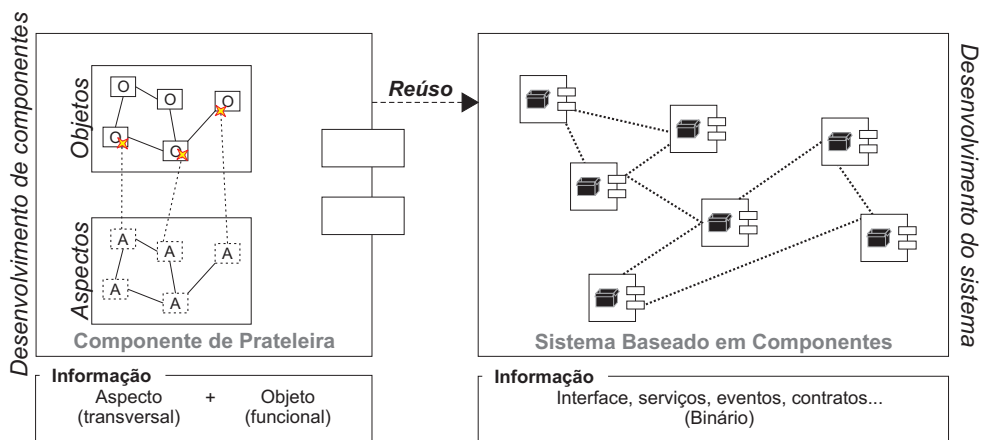 Desenvolvimento de componentes
Objetos
O
O
O
O
O
Aspectos
A
A
A
A
A
Componente de Prateleira
Reúso
Sistema Baseado em Componentes
Desenvolvimento do sistema
Informação
Aspecto + Objeto
(transversal) (funcional)
Informação
Interface, serviços, eventos, contratos...
(Binário)